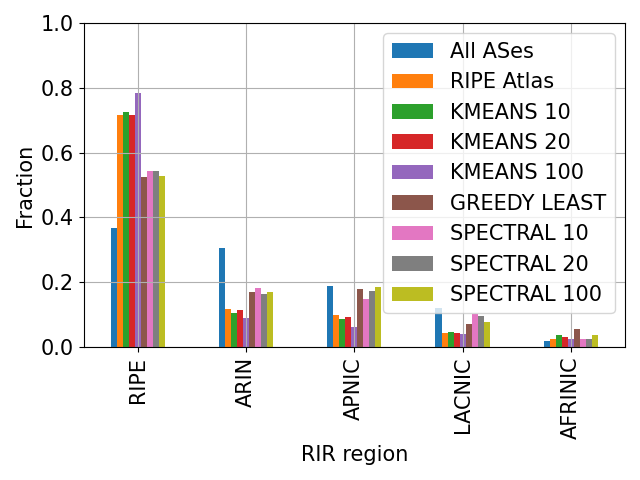 1.0
0.8
0.6
0.4
0.2
0.0
Fraction
All ASes
RIPE Atlas
KMEANS 10
KMEANS 20
KMEANS 100
GREEDY LEAST
SPECTRAL 10
SPECTRAL 20
SPECTRAL 100
RIPE
ARIN
APNIC
LACNIC
AFRINIC
RIR region